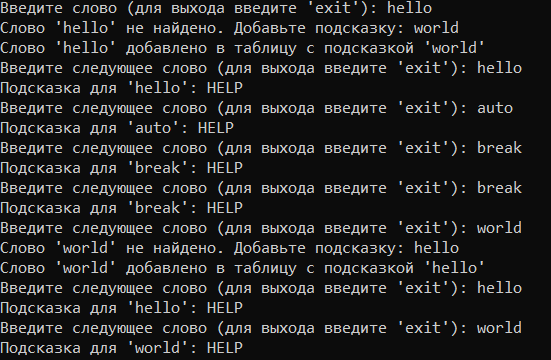 Введите слово (для выхода введите 'exit'): hello
Слово 'hello' не найдено. Добавьте подсказку: world
Слово 'hello' добавлено в таблицу с подсказкой 'world'
Введите следующее слово (для выхода введите 'exit'): hello
Подсказка для 'hello': HELP
Введите следующее слово (для выхода введите 'exit'): auto
Подсказка для 'auto': HELP
Введите следующее слово (для выхода введите 'exit'): break
Подсказка для 'break': HELP
Введите следующее слово (для выхода введите 'exit'): break
Подсказка для 'break': HELP
Введите следующее слово (для выхода введите 'exit'): world
Слово 'world' не найдено. Добавьте подсказку: hello
Слово 'world' добавлено в таблицу с подсказкой 'hello'
Введите следующее слово (для выхода введите 'exit'): hello
Подсказка для 'hello': HELP
Введите следующее слово (для выхода введите 'exit'): world
Подсказка для 'world': HELP